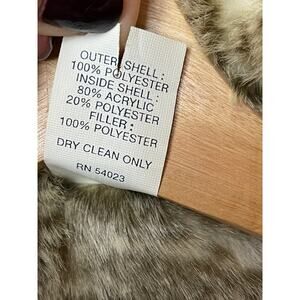 OUTER SHELL:
100% POLYESTER
INSIDE SHELL:
80% ACRYLIC
20% POLYESTER
FILLER:
100% POLYESTER
DRY CLEAN ONLY
RN 54023